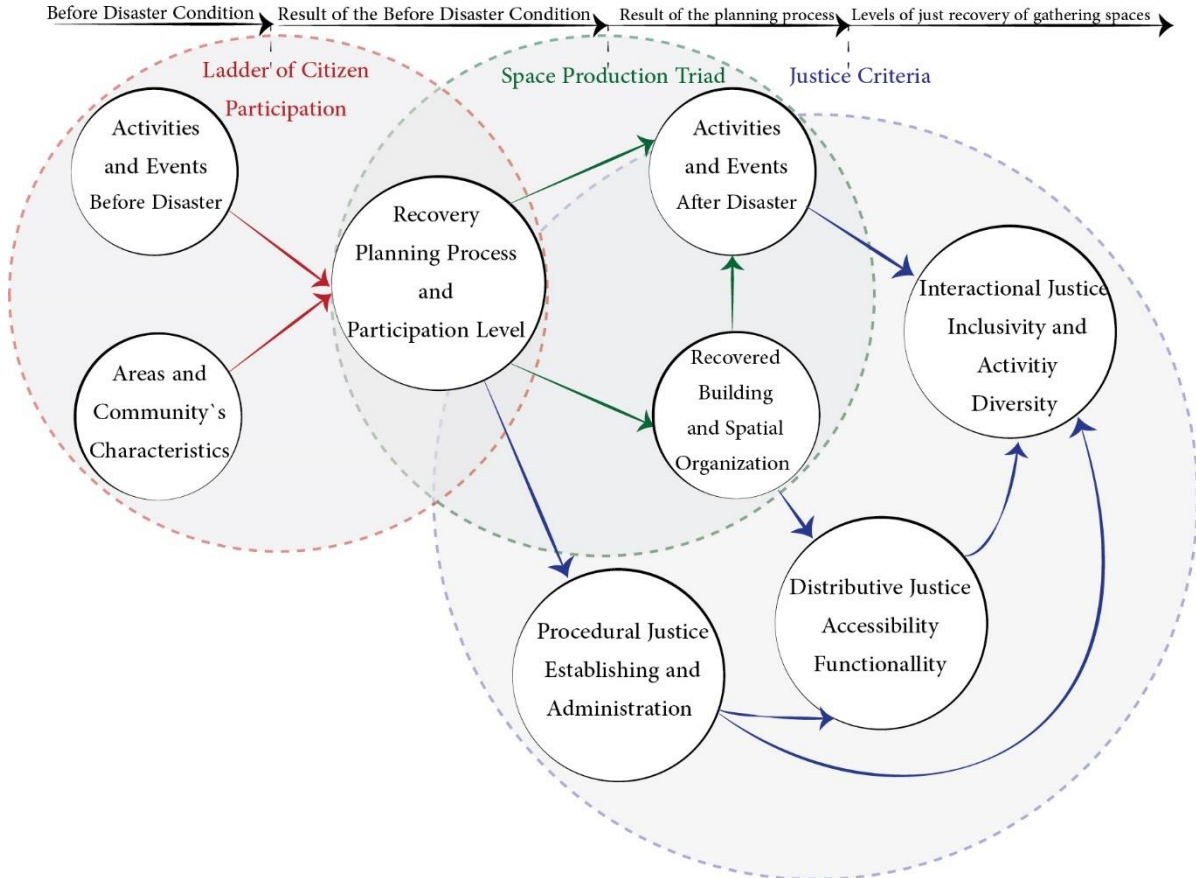 Before Disaster Condition
Result of the Before Disaster Condition
Result of the planning process
Levels of just recovery of gathering spaces
Ladder of Citizen
Participation
Space Production Triad
Justice Criteria
Activities
and Events
Before Disaster
Areas and
Community`s
Characteristics
Recovery
Planning Process
and
Participation Level
Activities
and Events
After Disaster
Recovered
Building
and Spatial
Organization
Interactional Justice
Inclusivity and
Activitiy
Diversity
Procedural Justice
Establishing and
Administration
Distributive Justice
Accessibility
Functionallity